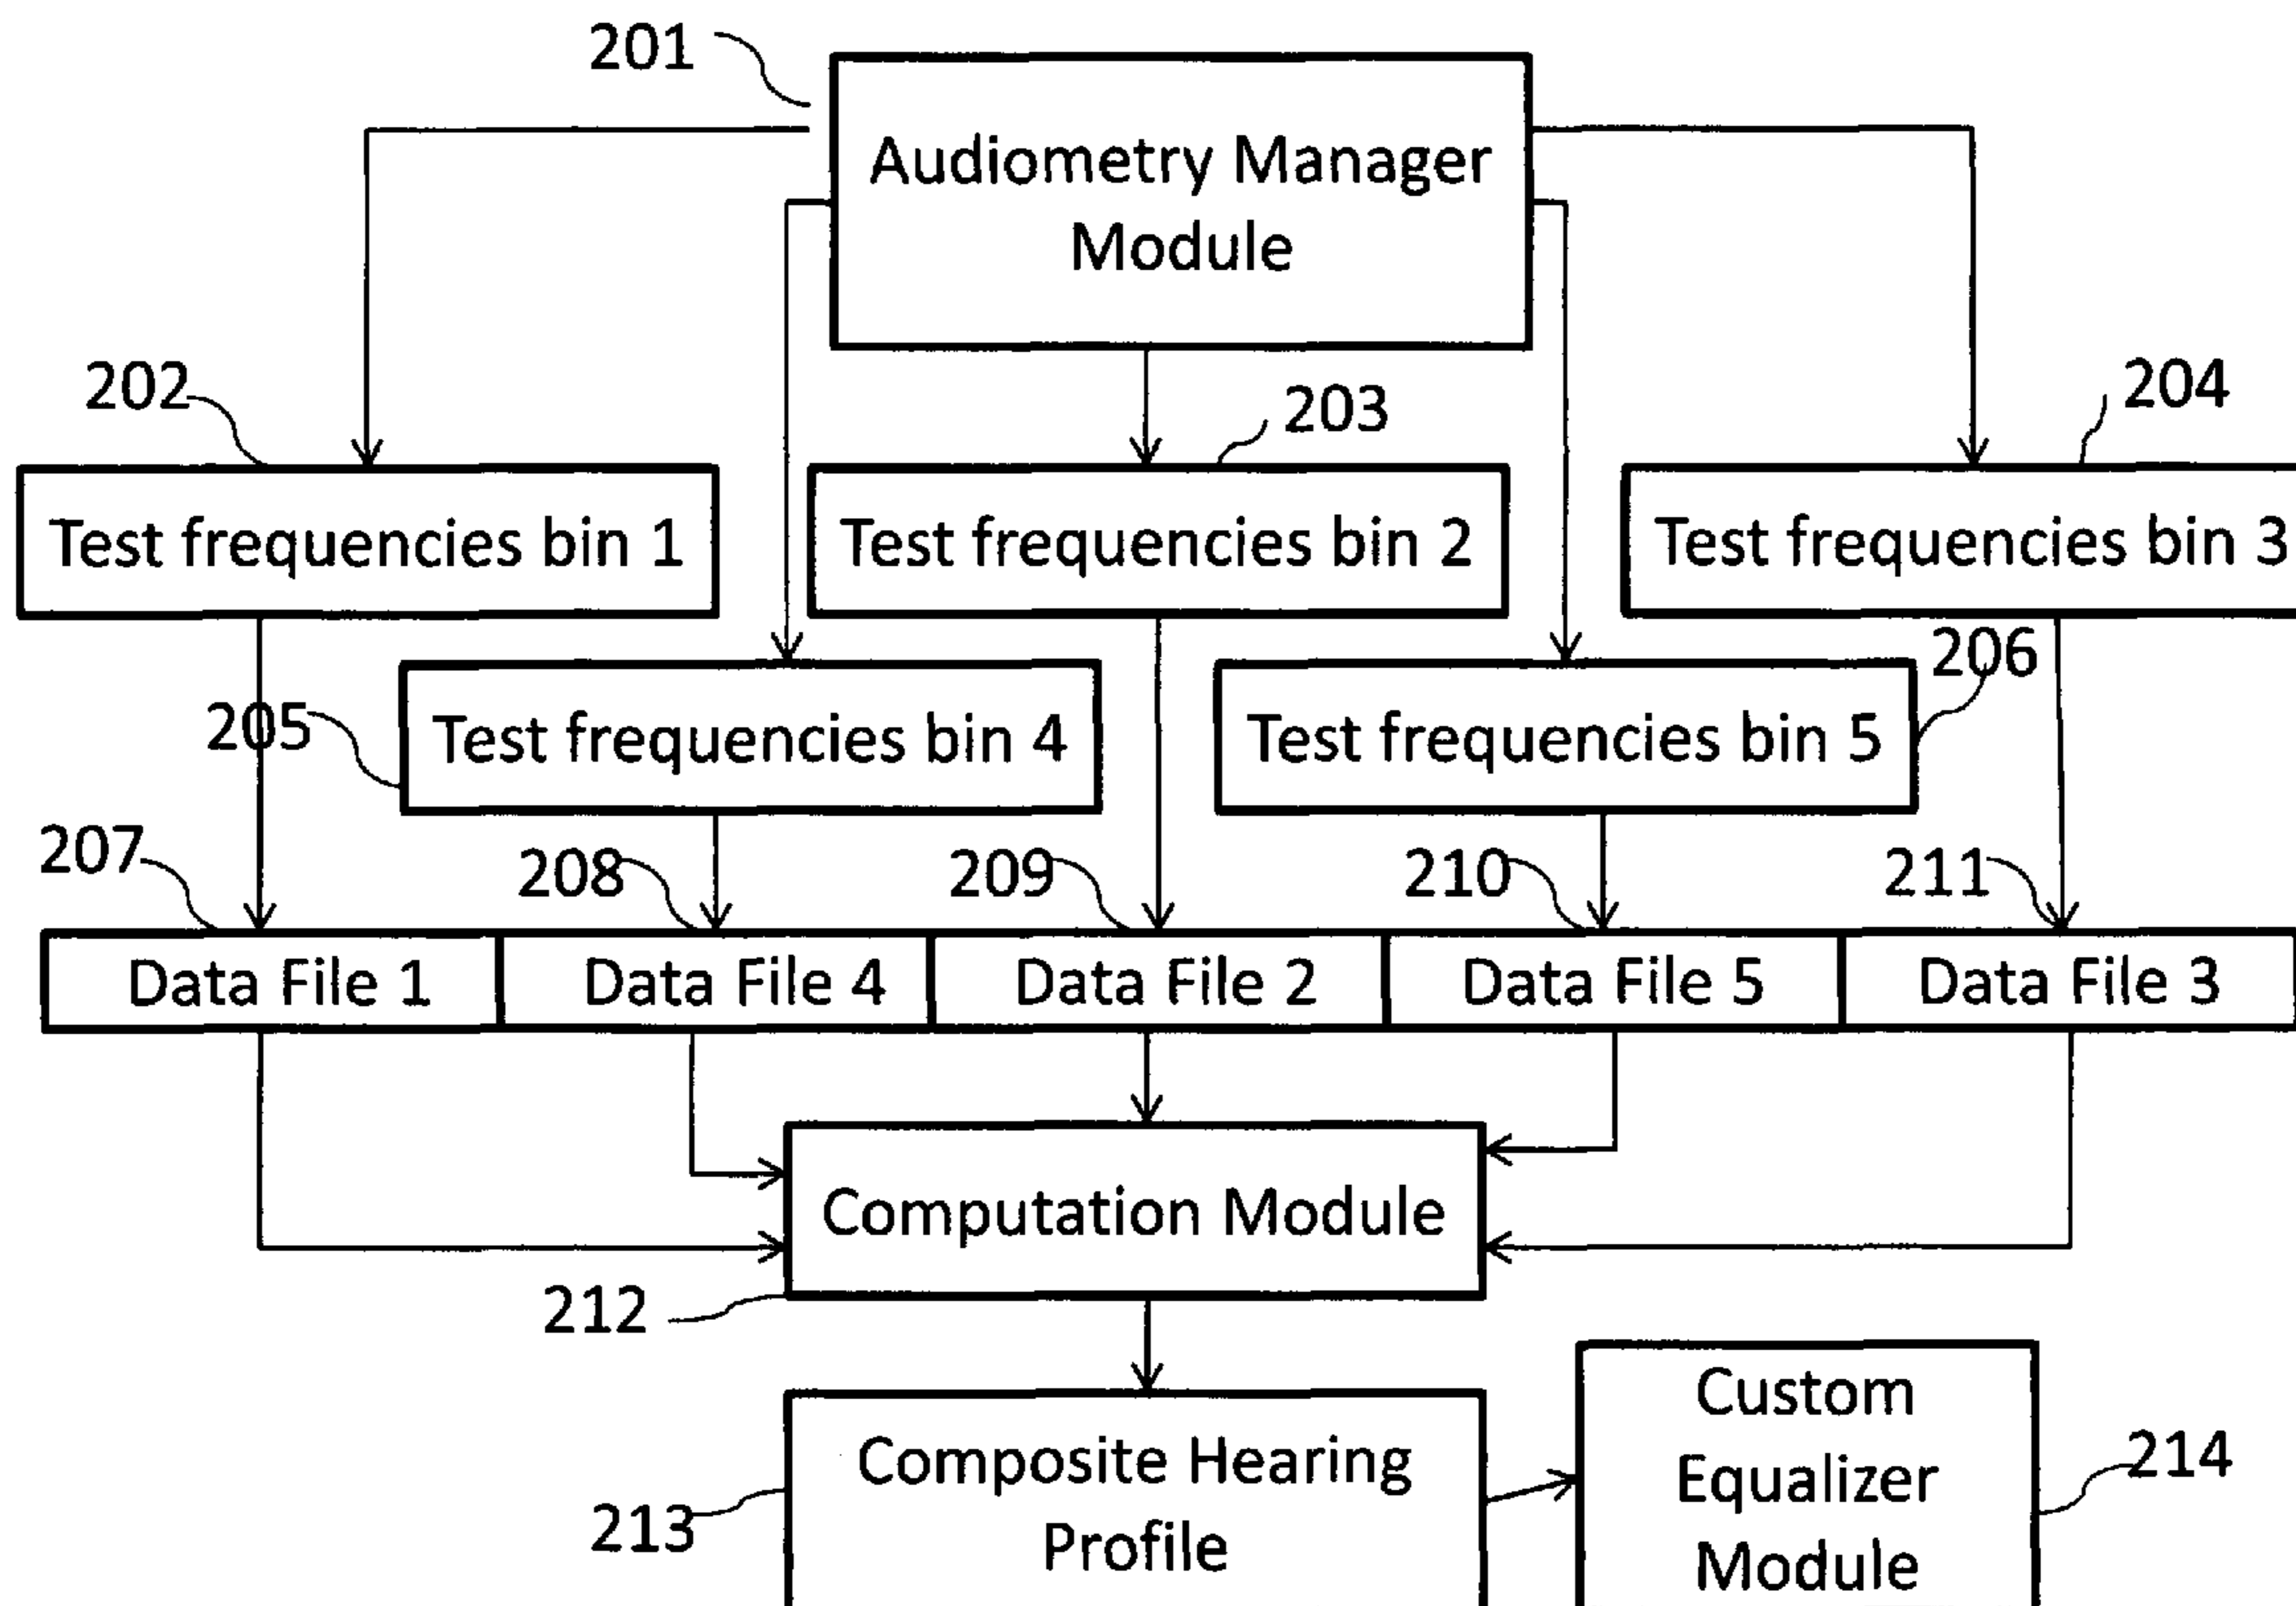 201
Audiometry Manager
Module
202
203
204
Test frequencies bin 1
Test frequencies bin 2
Test frequencies bin 3
205
206
Test frequencies bin 4
Test frequencies bin 5
207
208
209
210
211
Data File 1
Data File 4
Data File 2
Data File 5
Data File 3
Computation Module
212
Composite Hearing
Profile
213
Custom
Equalizer
Module
214